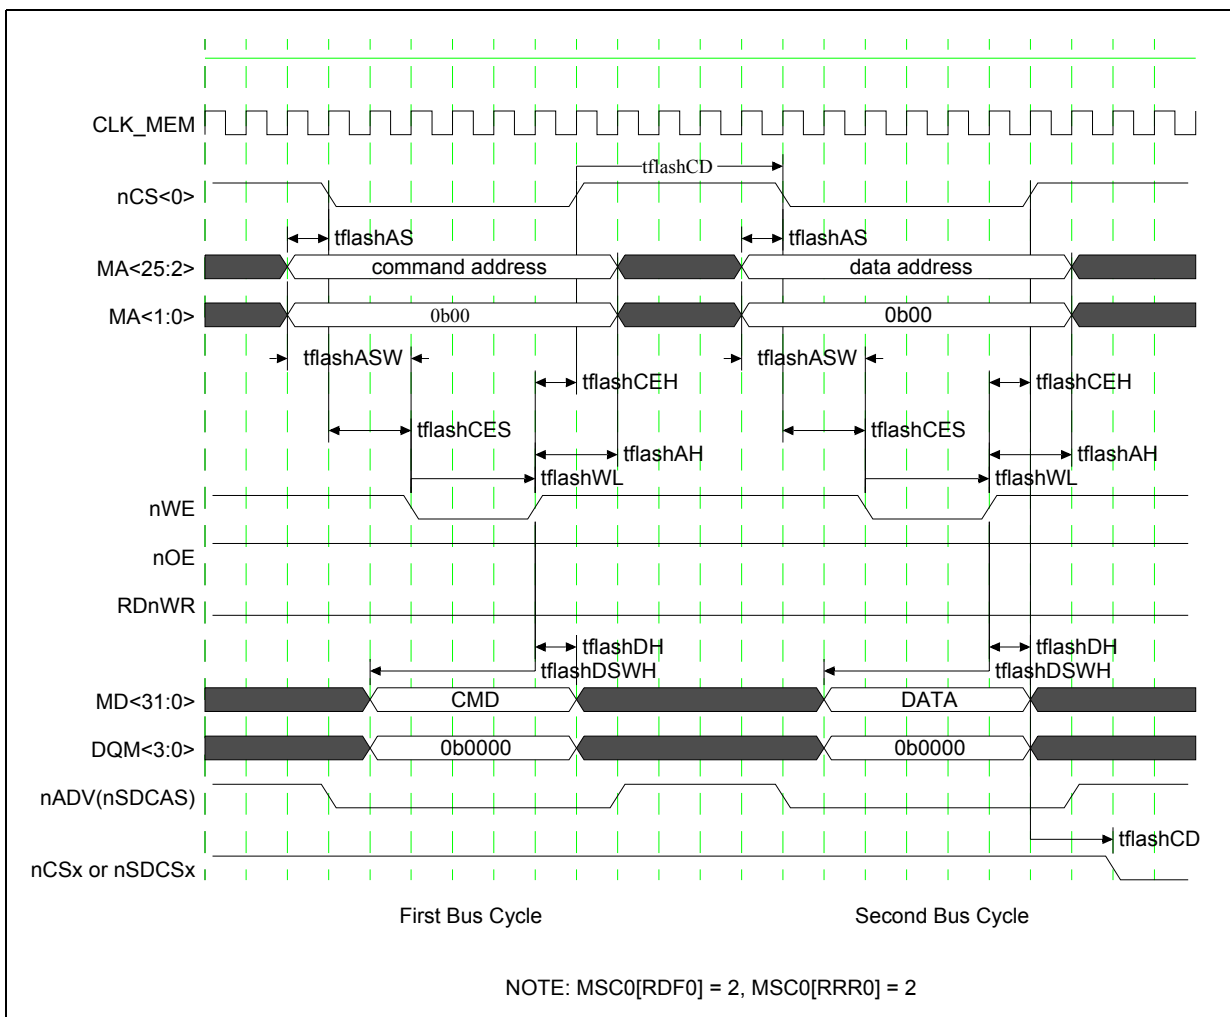 CLK_MEM
tflashCD
nCS<0>
tflashAS tflashAS
MA<25:2> command address data address
MA<1:0> 0b00 0b00
tflashASW tflashASW
tflashCEH tflashCEH
tflashCES tflashCES
tflashAH tflashAH
tflashWL tflashWL
nWE
nOE
RDnWR
tflashDH tflashDH
tflashDSWH tflashDSWH
MD<31:0> CMD DATA
DQM<3:0> 0b0000 0b0000
nADV(nSDCAS)
tflashCD
nCSx or nSDCSx
First Bus Cycle Second Bus Cycle
NOTE: MSC0[RDF0] = 2, MSC0[RRR0] = 2